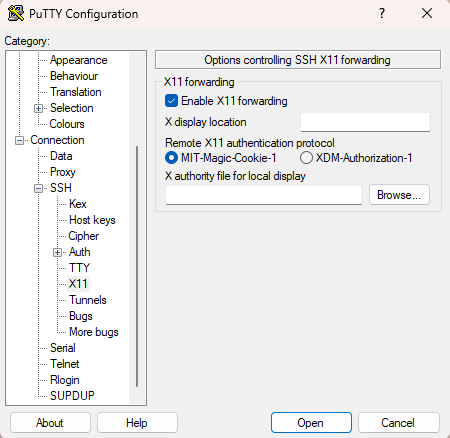 PuTTY Configuration
?
Category:
Appearance
Behaviour
Translation
Selection
Colours
Connection
Data
Proxy
SSH
Kex
Host keys
Cipher
Auth
TTY
X11
Tunnels
Bugs
More bugs
Serial
Telnet
Rlogin
SUPDUP
Options controlling SSH X11 forwarding
X11 forwarding
Enable X11 forwarding
X display location
Remote X11 authentication protocol
MIT-Magic-Cookie-1 XDM-Authorization-1
X authority file for local display
Browse...
About Help Open Cancel